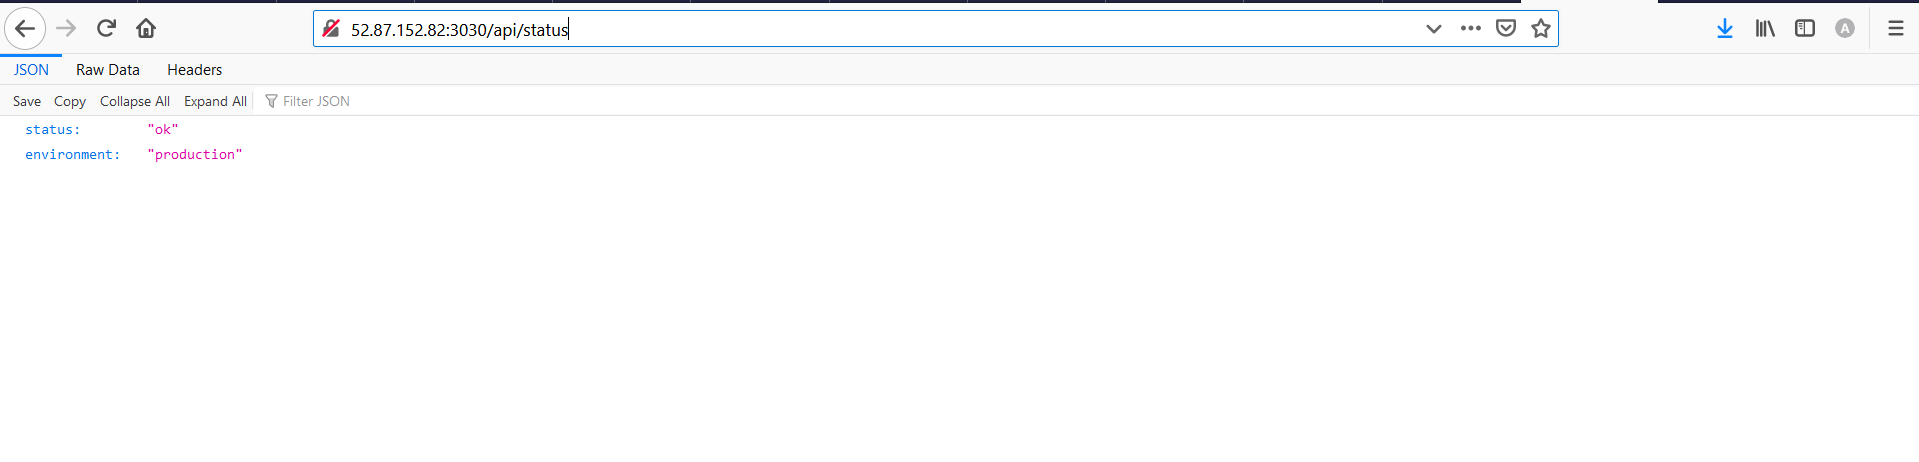 52.87.152.82:3030/api/status
A
JSON Raw Data Headers
Save Copy Collapse All Expand All Filter JSON
status: "ok"
environment: "production"